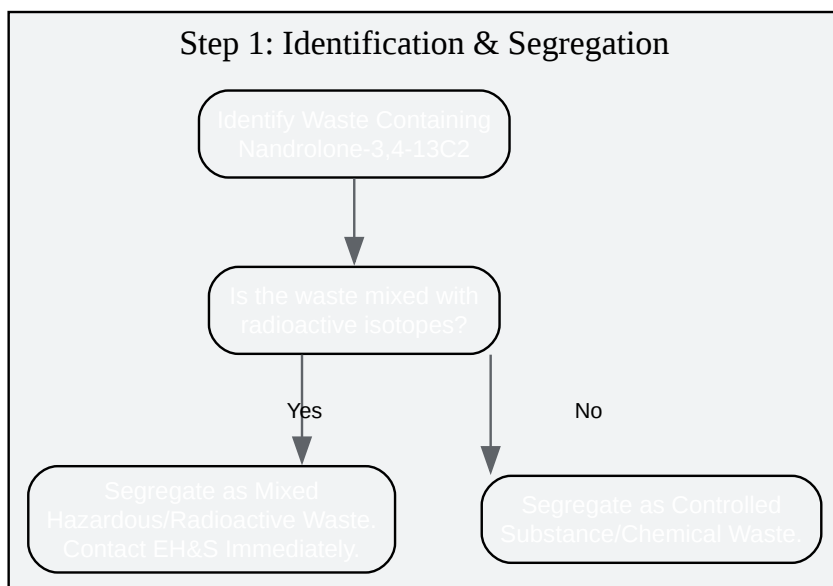 Step 1: Identification & Segregation
Identify Waste Containing
Nandrolone-3,4-13C2
Is the waste mixed with
radioactive isotopes?
Yes
No
Segregate as Mixed
Hazardous/Radioactive Waste.
Contact EH&S Immediately.
Segregate as Controlled
Substance/Chemical Waste.